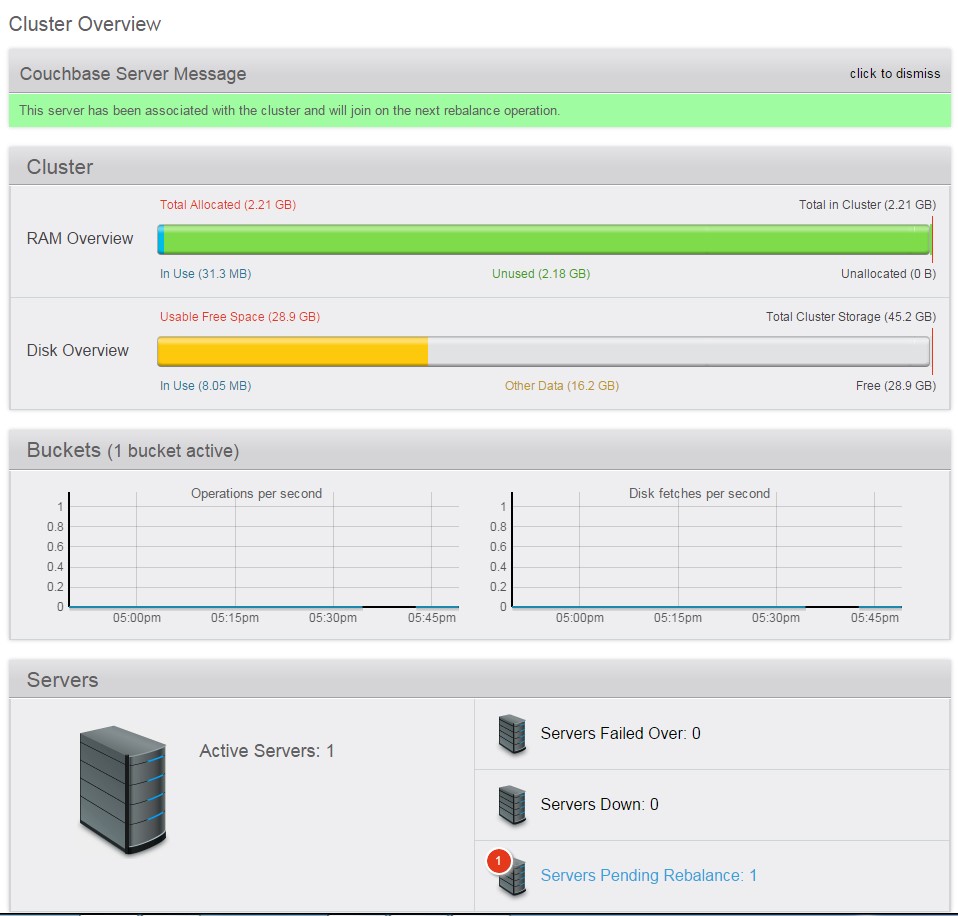 Cluster Overview
Couchbase Server Message click to dismiss
This server has been associated with the cluster and will join on the next rebalance operation.
Cluster
Total Allocated (2.21 GB) Total in Cluster (2.21 GB)
RAM Overview
In Use (31.3 MB) Unused (2.18 GB) Unallocated (0 B)
Usable Free Space (28.9 GB) Total Cluster Storage (45.2 GB)
Disk Overview
In Use (8.05 MB) Other Data (16.2 GB) Free (28.9 GB)
Buckets (1 bucket active)
Operations per second
1
0.8
0.6
0.4
0.2
0
05:00pm 05:15pm 05:30pm 05:45pm
Disk fetches per second
1
0.8
0.6
0.4
0.2
0
05:00pm 05:15pm 05:30pm 05:45pm
Servers
Active Servers: 1
Servers Failed Over: 0
Servers Down: 0
1
Servers Pending Rebalance: 1